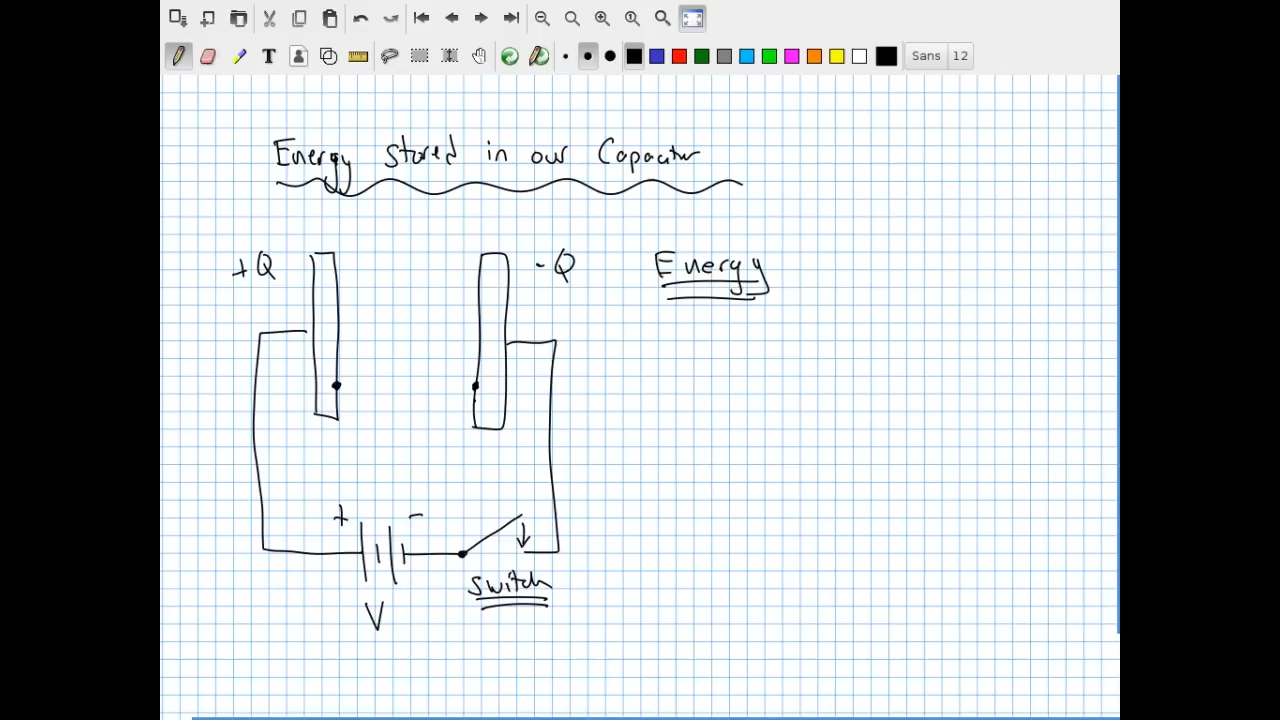 Sans 12
Energy stored in our Capacitor
+Q
-Q
Energy
+ -
switch
V